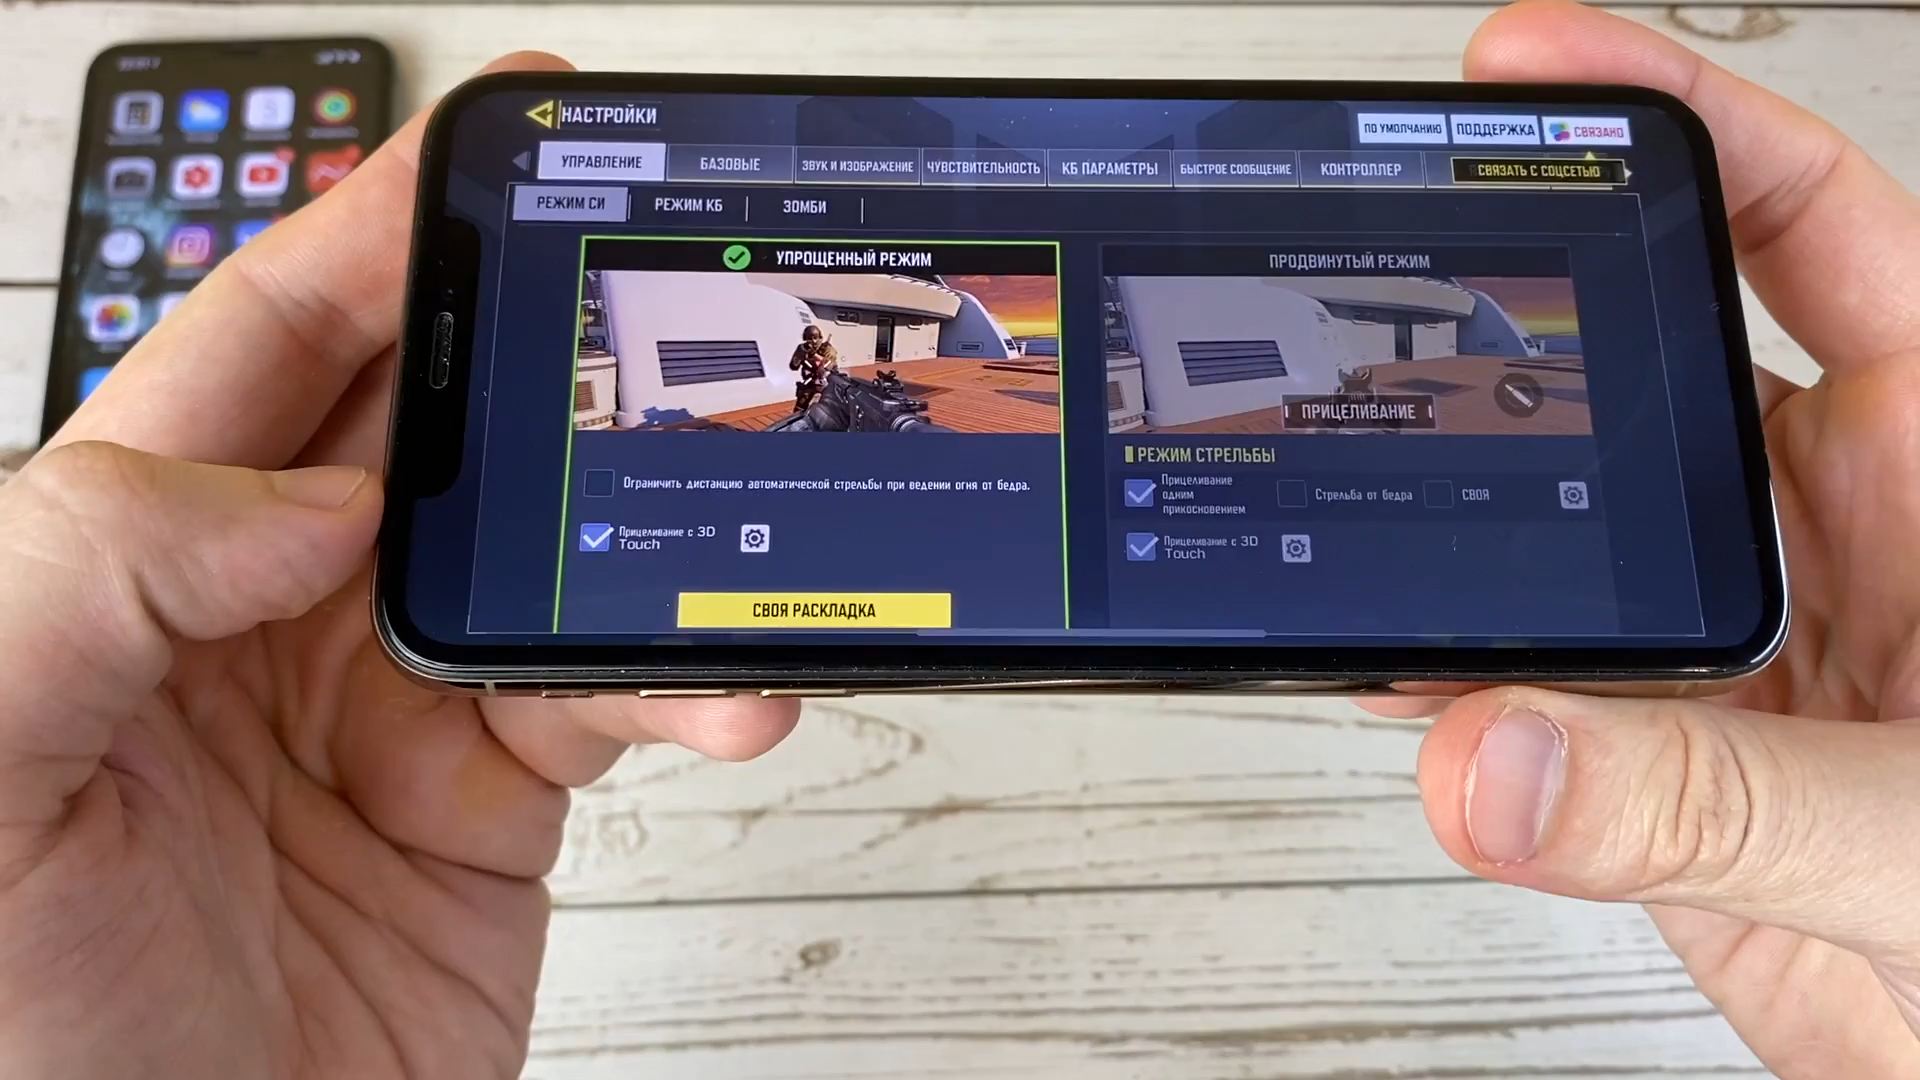 НАСТРОЙКИ
ПО УМОЛЧАНИЮ
ПОДДЕРЖКА
СВЯЗАНО
УПРАВЛЕНИЕ
БАЗОВЫЕ
ЗВУК И ИЗОБРАЖЕНИЕ
ЧУВСТВИТЕЛЬНОСТЬ
КБ ПАРАМЕТРЫ
БЫСТРОЕ СООБЩЕНИЕ
КОНТРОЛЛЕР
СВЯЗАТЬ С СОЦСЕТЬЮ
РЕЖИМ СИ
РЕЖИМ КБ
ЗОМБИ
УПРОЩЕННЫЙ РЕЖИМ
Ограничить дистанцию автоматической стрельбы при ведении огня от бедра.
Прицеливание с 3D
Touch
СВОЯ РАСКЛАДКА
ПРОДВИНУТЫЙ РЕЖИМ
ПРИЦЕЛИВАНИЕ
РЕЖИМ СТРЕЛЬБЫ
Прицеливание
одним
прикосновением
Стрельба от бедра
СВОЯ
Прицеливание с 3D
Touch